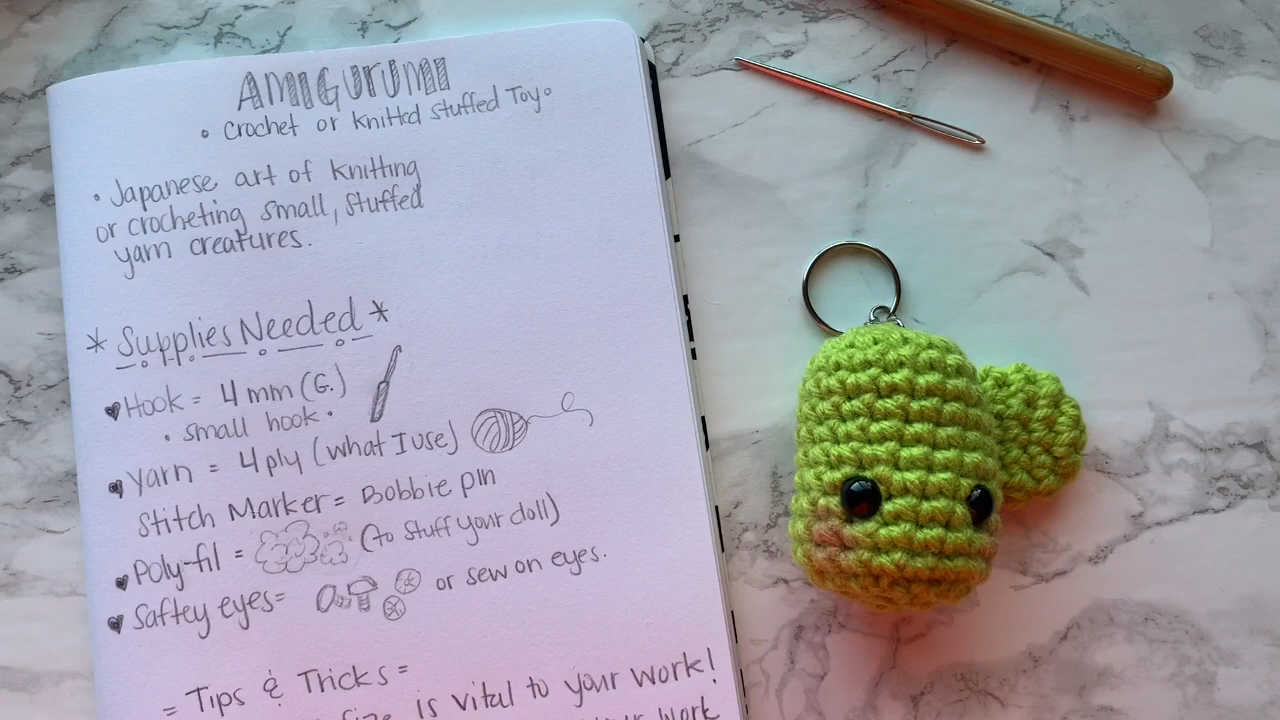 AMIGURUMI
• Crochet or Knitted Stuffed Toy •
• Japanese art of knitting
or crocheting small, stuffed
yarn creatures.
* Supplies Needed *
♥ Hook = 4 mm (G.)
• small hook •
♥ Yarn = 4 ply (what I use)
Stitch Marker = Bobbie pin
♥ Poly-fil = (to stuff your doll)
♥ Saftey eyes = or sew on eyes.
= Tips & Tricks =
is vital to your work!
work